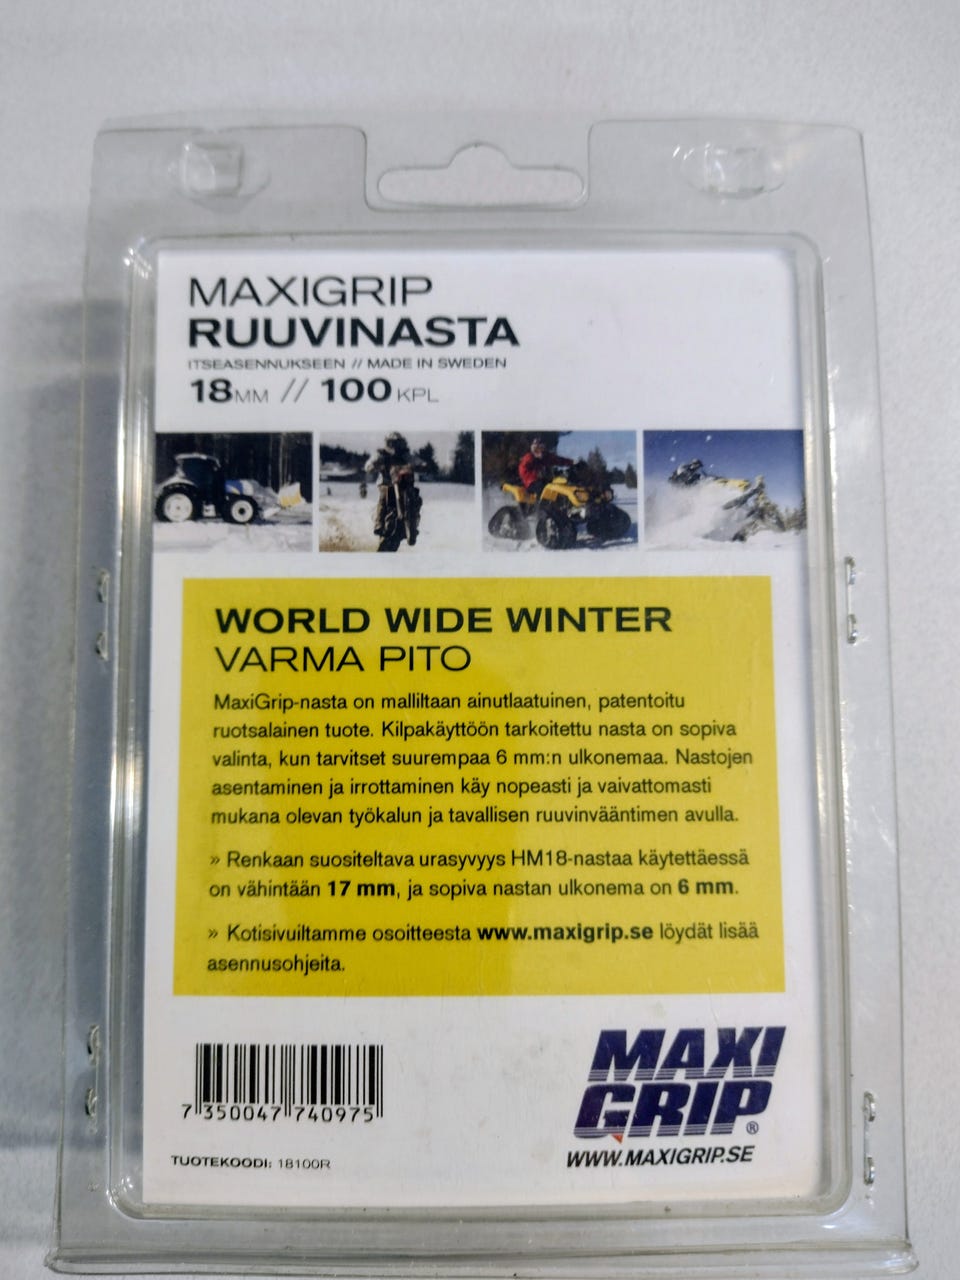 MAXIGRIP
RUUVINASTA
ITSEASENNUKSEEN // MADE IN SWEDEN
18MM // 100 KPL
WORLD WIDE WINTER
VARMA PITO
MaxiGrip-nasta on malliltaan ainutlaatuinen, patentoitu
ruotsalainen tuote. Kilpakäyttöön tarkoitettu nasta on sopiva
valinta, kun tarvitset suurempaa 6 mm:n ulkonemaa. Nastojen
asentaminen ja irrottaminen käy nopeasti ja vaivattomasti
mukana olevan työkalun ja tavallisen ruuvinvääntimen avulla.
» Renkaan suositeltava urasyvyys HM18-nastaa käytettäessä
on vähintään 17 mm, ja sopiva nastan ulkonema on 6 mm.
» Kotisivuiltamme osoitteesta www.maxigrip.se löydät lisää
asennusohjeita.
7 350047 740975
TUOTEKOODI: 18100R
MAXI
GRIP®
WWW.MAXIGRIP.SE